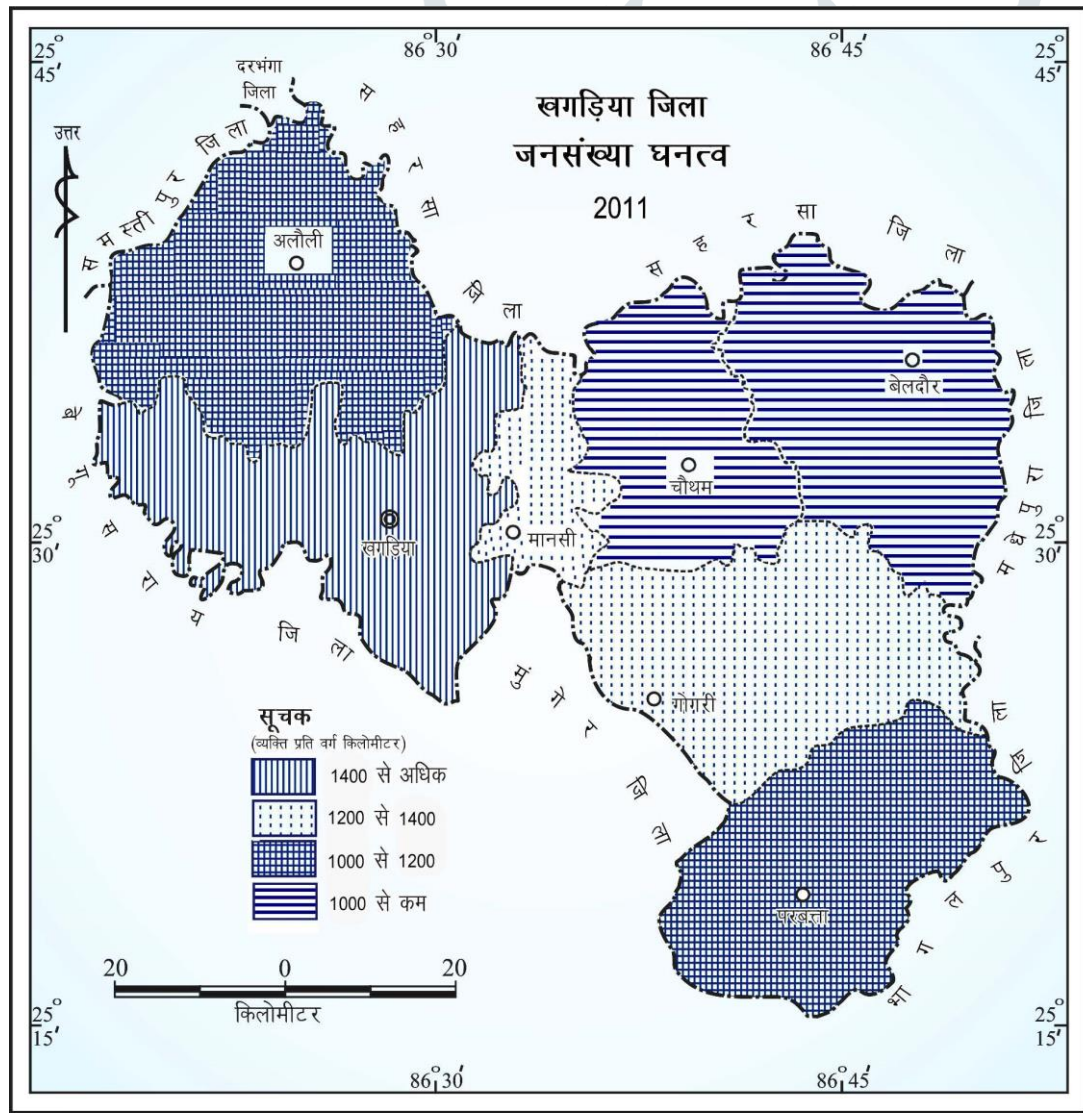 86° 30'
86° 45'
25° 45'
25° 45'
दरभंगा
जिला
खगड़िया जिला
जनसंख्या घनत्व
2011
उत्तर
समस्तीपुर जिला
सहरसा जिला
सहरसा जिला
अलौली
बेलदौर
चौथम
मधेपुरा जिला
बेगुसराय जिला
खगड़िया
मानसी
25° 30'
25° 30'
मुंगेर जिला
गोगरी
सूचक
(व्यक्ति प्रति वर्ग किलोमीटर)
1400 से अधिक
1200 से 1400
1000 से 1200
1000 से कम
परबत्ता
भागलपुर जिला
20 0 20
किलोमीटर
25° 15'
25° 15'
86° 30'
86° 45'